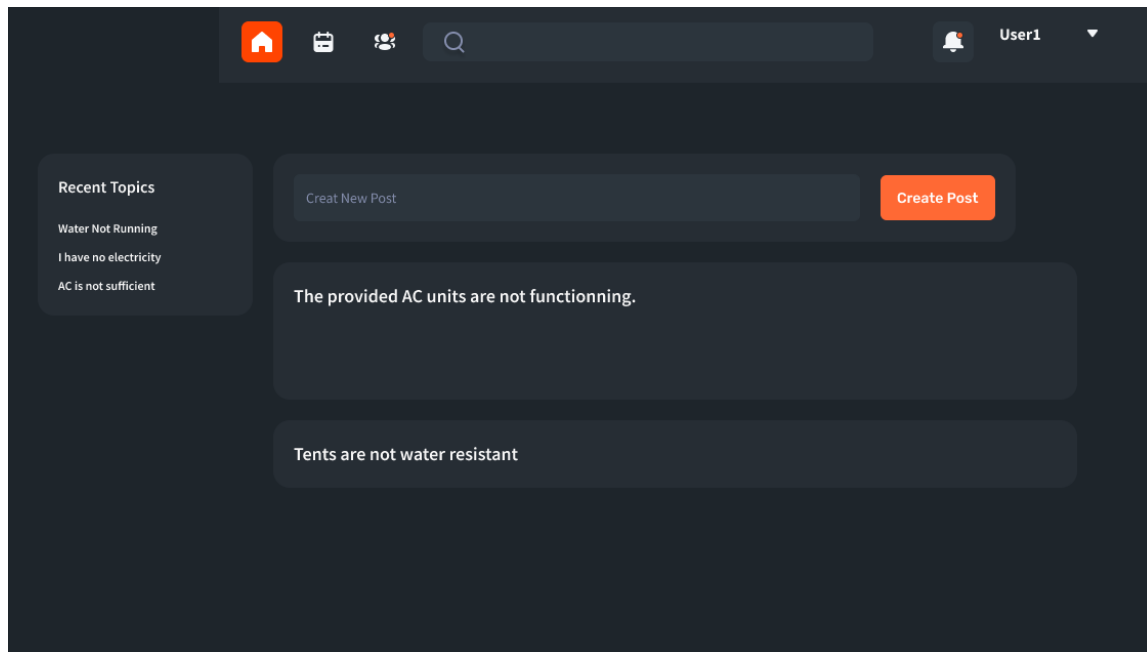 User1
Recent Topics
Water Not Running
I have no electricity
AC is not sufficient
Creat New Post
Create Post
The provided AC units are not functionning.
Tents are not water resistant